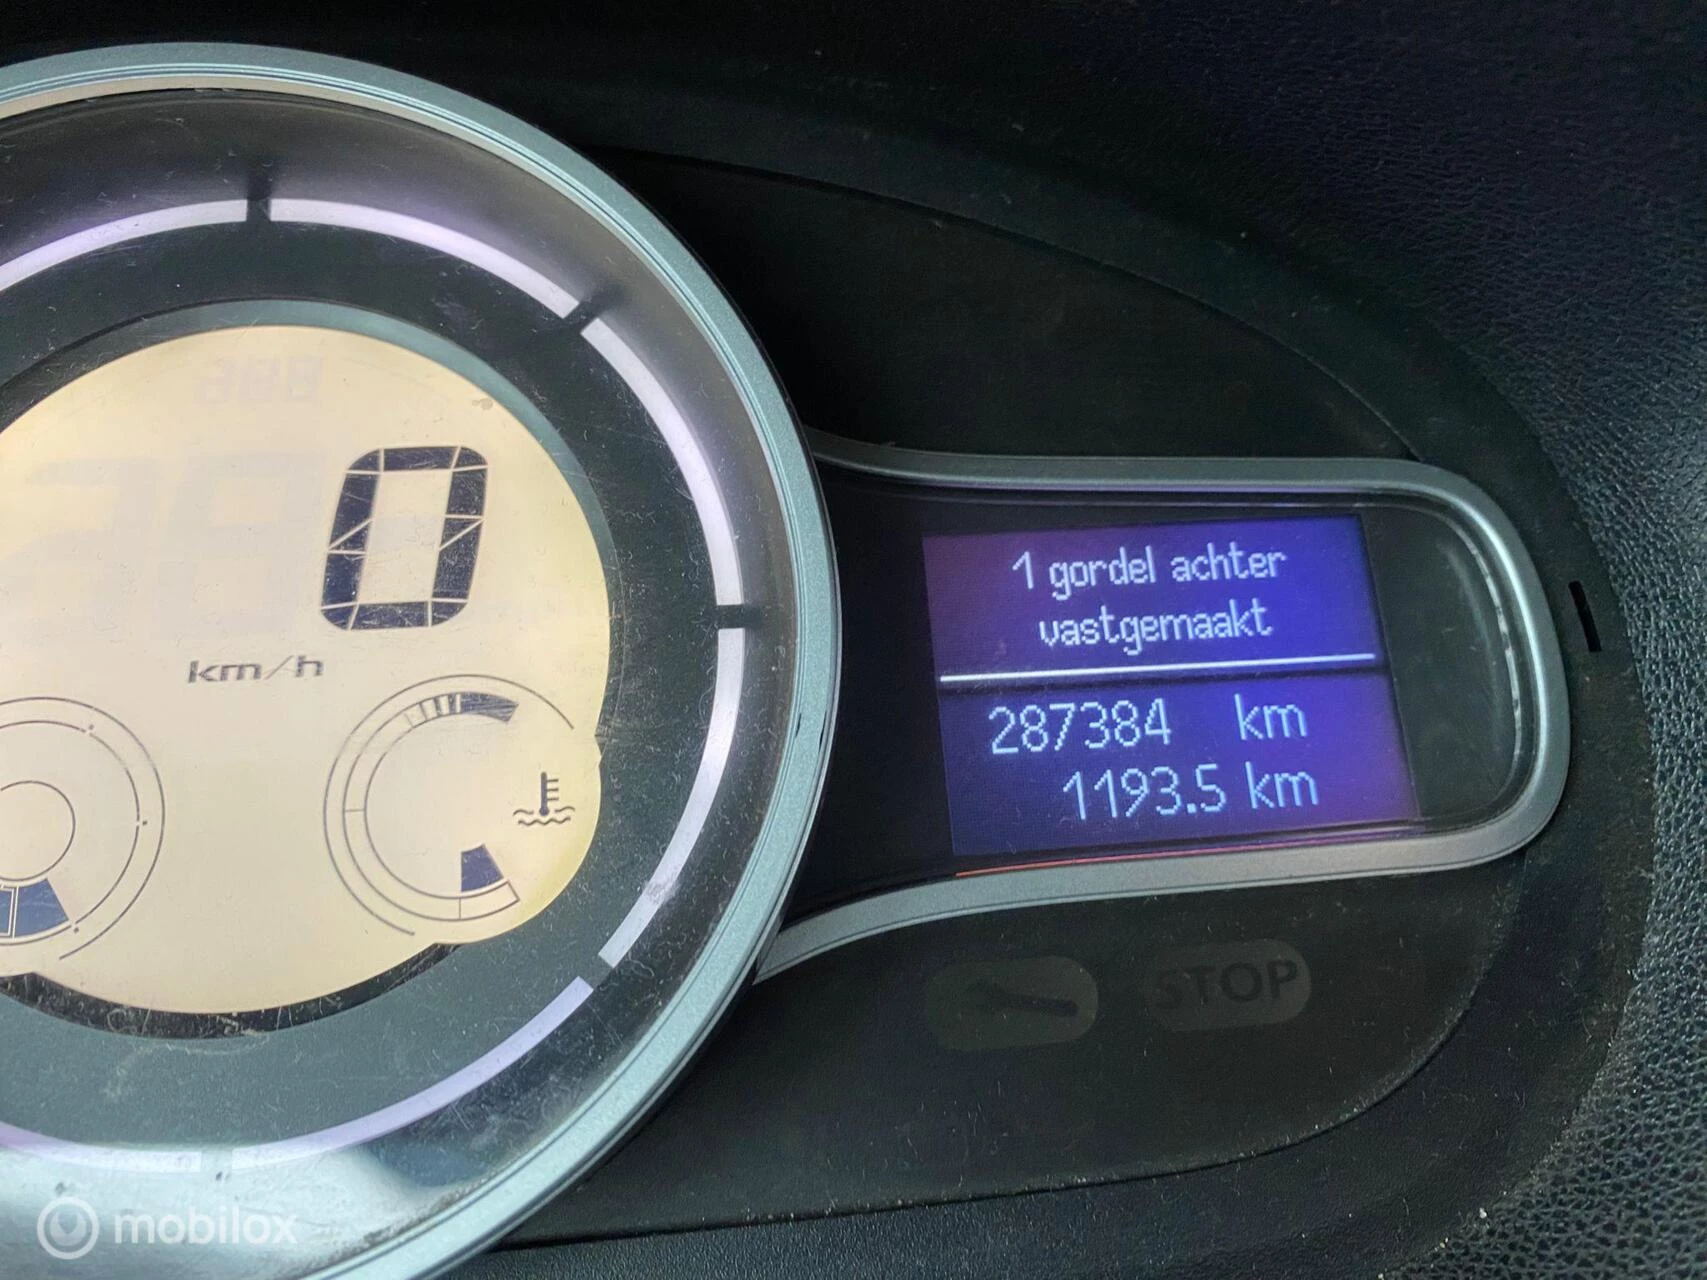 0
km/h
1 gordel achter
vastgemaakt
287384 km
1193.5 km
STOP
mobilox